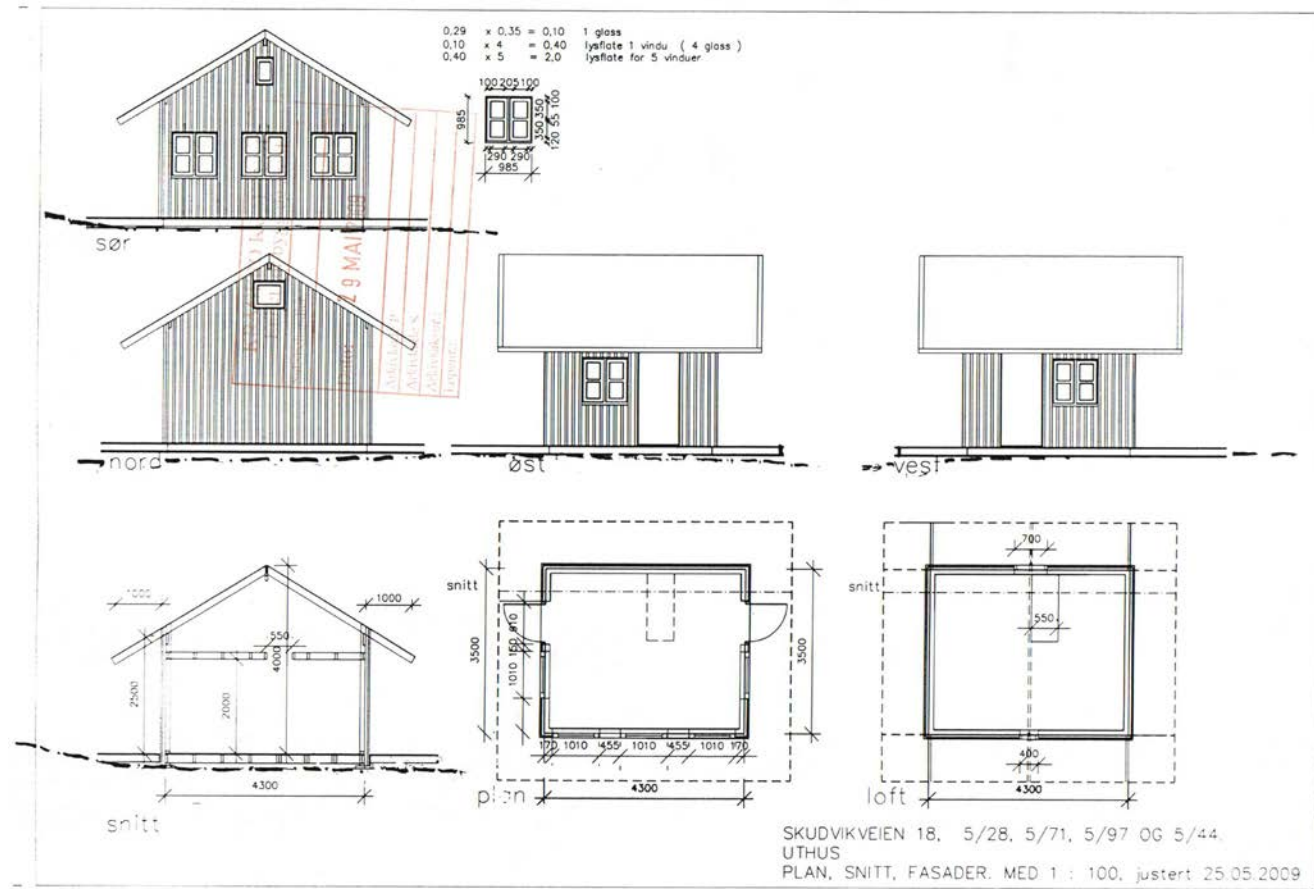 0,29 x 0,35 = 0,10 1 glass
0,10 x 4 = 0,40 lysflate 1 vindu ( 4 glass )
0,40 x 5 = 2,0 lysflate for 5 vinduer
100 205 100
985
350 350
120 55 100
290 290
985
sør
29 MAI 2009
Dato:
nord
øst
vest
1000
1000
550
4000
2500
2000
4300
snitt
snitt
3500
910
150
1010
3500
170 1010 455 1010 455 1010 170
4300
plan
700
snitt
550
400
4300
loft
SKUDVIKVEIEN 18, 5/28, 5/71, 5/97 OG 5/44.
UTHUS
PLAN, SNITT, FASADER. MED 1 : 100, justert 25.05.2009